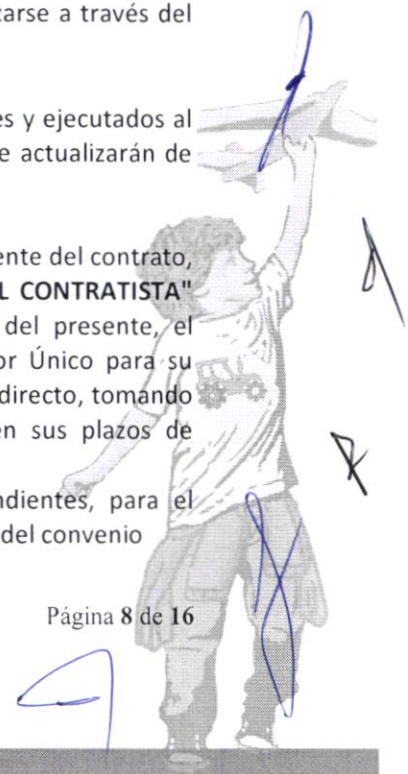 zarse a través del
es y ejecutados al
e actualizarán de
ente del contrato,
L CONTRATISTA"
del presente, el
or Único para su
directo, tomando
en sus plazos de
ndientes, para el
del convenio
Página 8 de 16